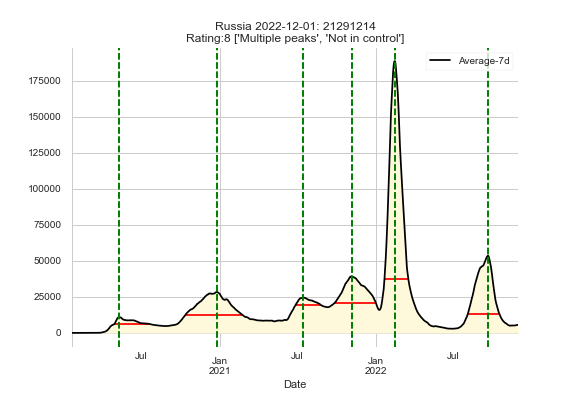 Russia 2022-12-01: 21291214
Rating:8 ['Multiple peaks', 'Not in control']
Average-7d
175000
150000
125000
100000
75000
50000
25000
0
Jul Jan Jul Jan Jul
2021 2022
Date